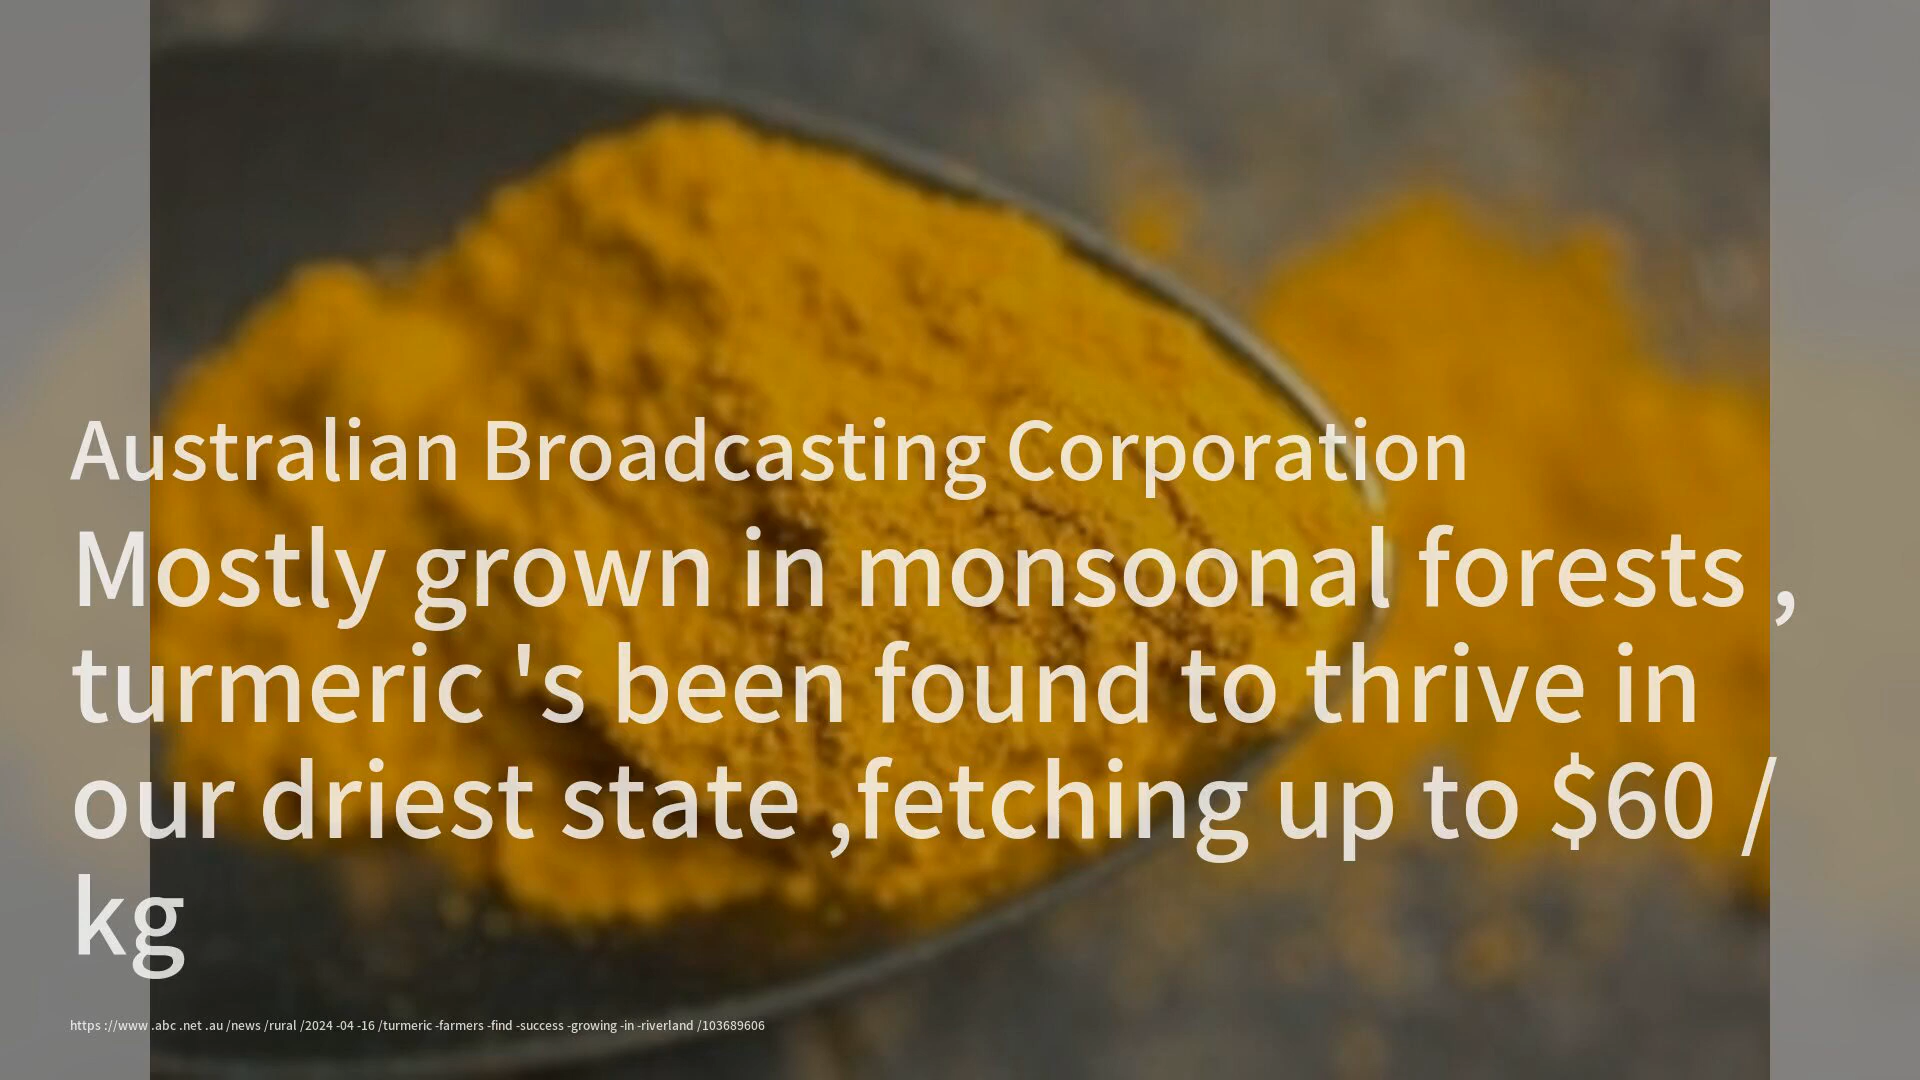 Australian Broadcasting Corporation
Mostly grown in monsoonal forests ,
turmeric 's been found to thrive in
our driest state ,fetching up to $60 /
kg
https ://www .abc .net .au /news /rural /2024 -04 -16 /turmeric -farmers -find -success -growing -in -riverland /103689606